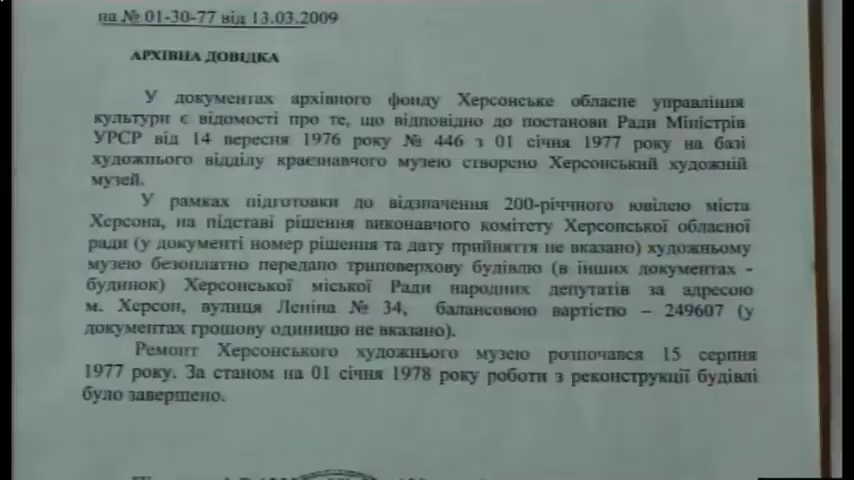 на № 01-30-77 від 13.03.2009
АРХІВНА ДОВІДКА
У документах архівного фонду Херсонське обласне управління
культури є відомості про те, що відповідно до постанови Ради Міністрів
УРСР від 14 вересня 1976 року № 446 з 01 січня 1977 року на базі
художнього відділу краєзнавчого музею створено Херсонський художній
музей.
У рамках підготовки до відзначення 200-річчного ювілею міста
Херсона, на підставі рішення виконавчого комітету Херсонської обласної
ради (у документі номер рішення та дату прийняття не вказано) художньому
музею безоплатно передано триповерхову будівлю (в інших документах -
будинок) Херсонської міської Ради народних депутатів за адресою
м. Херсон, вулиця Леніна № 34, балансовою вартістю – 249607 (у
документах грошову одиницю не вказано).
Ремонт Херсонського художнього музею розпочався 15 серпня
1977 року. За станом на 01 січня 1978 року роботи з реконструкції будівлі
було завершено.